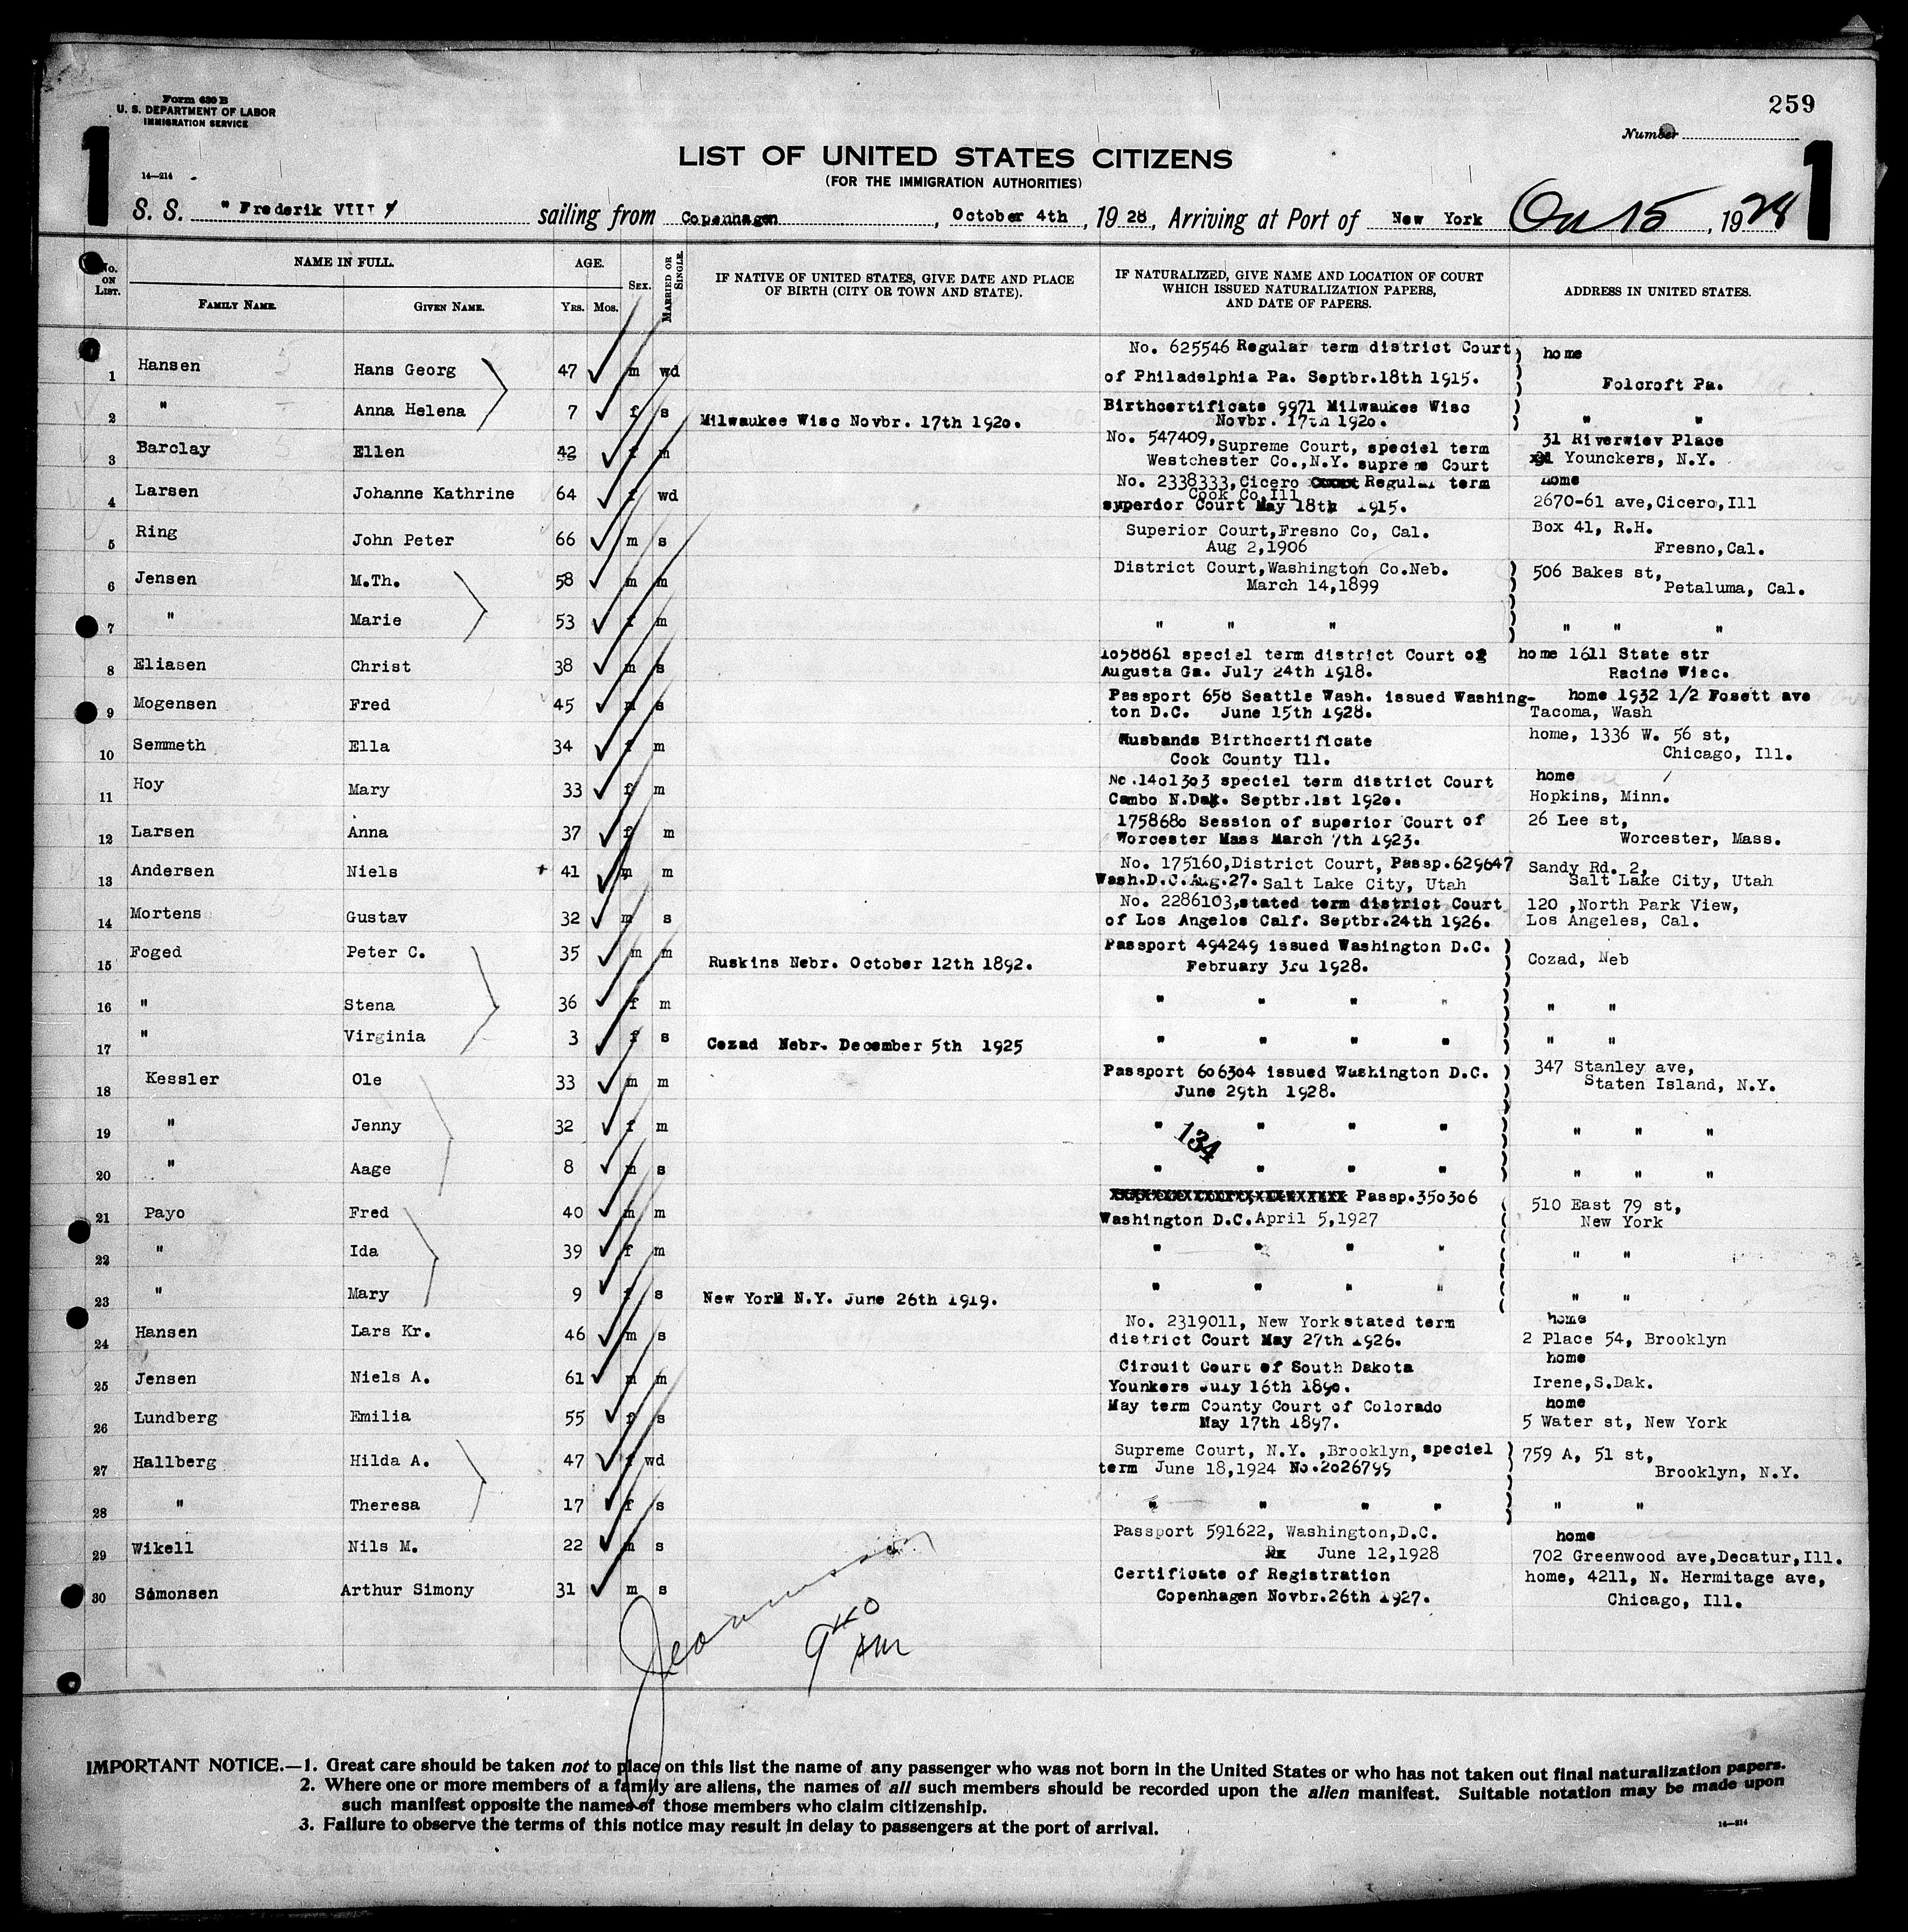 Form 630 B
U. S. DEPARTMENT OF LABOR
IMMIGRATION SERVICE
259
Number
1
1
14—214
LIST OF UNITED STATES CITIZENS
(FOR THE IMMIGRATION AUTHORITIES)
S. S. " Frederik VIII " sailing from Copenhagen, October 4th, 1928, Arriving at Port of New York Oct 15, 1928
No. ON LIST.
NAME IN FULL.
FAMILY NAME.
GIVEN NAME.
AGE.
YRS. MOS.
SEX.
MARRIED OR SINGLE.
IF NATIVE OF UNITED STATES, GIVE DATE AND PLACE
OF BIRTH (CITY OR TOWN AND STATE).
IF NATURALIZED, GIVE NAME AND LOCATION OF COURT
WHICH ISSUED NATURALIZATION PAPERS,
AND DATE OF PAPERS.
ADDRESS IN UNITED STATES.
1 Hansen Hans Georg 47 m wd No. 625546 Regular term district Court home
of Philadelphia Pa. Septbr.18th 1915. Folcroft Pa.
2 " Anna Helena 7 f s Milwaukee Wisc Novbr. 17th 1920. Birthcertificate 9971 Milwaukee Wisc " "
Novbr. 17th 1920.
3 Barclay Ellen 42 f m No. 547409, Supreme Court, speciel term 31 Riverwiev Place
Westchester Co.,N.Y. supreme Court Younckers, N.Y.
4 Larsen Johanne Kathrine 64 f wd No. 2338333, Cicero Regular term home
Cook Co,Ill
superior Court May 18th 1915. 2670-61 ave,Cicero,Ill
5 Ring John Peter 66 m s Superior Court,Fresno Co, Cal. Box 41, R.H.
Aug 2,1906 Fresno,Cal.
6 Jensen M.Th. 58 m m District Court,Washington Co.Neb. 506 Bakes st,
March 14,1899 Petaluma, Cal.
7 " Marie 53 f m " " " " " "
8 Eliasen Christ 38 m s 1058861 speciel term district Court of home 1611 State str
Augusta Ga. July 24th 1918. Racine Wisc.
9 Mogensen Fred 45 m s Passport 650 Seattle Wash. issued Washing- home 1932 1/2 Fosett ave
ton D.C. June 15th 1928. Tacoma, Wash
10 Semmeth Ella 34 f m Husbands Birthcertificate home, 1336 W. 56 st,
Cook County Ill. Chicago, Ill.
11 Hoy Mary 33 f m No.1401303 speciel term district Court home
Cambo N.Dak. Septbr.1st 1920. Hopkins, Minn.
12 Larsen Anna 37 f m 1758680 Session of superior Court of 26 Lee st,
Worcester Mass March 7th 1923. Worcester, Mass.
13 Andersen Niels 41 m m No. 175160,District Court, Passp.629647 Sandy Rd. 2,
Wash.D.C.Aug.27. Salt Lake City, Utah Salt Lake City, Utah
14 Mortens Gustav 32 m s No. 2286103,stated term district Court 120 ,North Park View,
of Los Angelos Calf. Septbr.24th 1926. Los Angeles, Cal.
15 Foged Peter C. 35 m m Ruskins Nebr. October 12th 1892. Passport 494249 issued Washington D.C. Cozad, Neb
February 3rd 1928.
16 " Stena 36 f m " " " " " "
17 " Virginia 3 f s Cozad Nebr. December 5th 1925 " " " " " "
18 Kessler Ole 33 m m Passport 606304 issued Washington D.C. 347 Stanley ave,
June 29th 1928. Staten Island, N.Y.
19 " Jenny 32 f m " " " " " " "
134
20 " Aage 8 m s " " " " " " "
21 Payo Fred 40 m m Passp.350306 510 East 79 st,
Washington D.C. April 5,1927 New York
22 " Ida 39 f m " " " " " "
23 " Mary 9 f s New York N.Y. June 26th 1919. " " " " " "
24 Hansen Lars Kr. 46 m s No. 2319011, New York stated term home
district Court May 27th 1926. 2 Place 54, Brooklyn
25 Jensen Niels A. 61 m m Circuit Court of South Dakota home
Younkers July 16th 1890. Irene,S.Dak.
26 Lundberg Emilia 55 f s May term County Court of Colorado home
May 17th 1897. 5 Water st, New York
27 Hallberg Hilda A. 47 f wd Supreme Court, N.Y. ,Brooklyn, speciel 759 A, 51 st,
term June 18,1924 No.2026799 Brooklyn, N.Y.
28 " Theresa 17 f s " " " " " "
29 Wikell Nils M. 22 m s Passport 591622, Washington,D.C. home
June 12,1928 702 Greenwood ave,Decatur,Ill.
30 Simonsen Arthur Simony 31 m s Certificate of Registration home, 4211, N. Hermitage ave,
Copenhagen Novbr.26th 1927. Chicago, Ill.
9 40 AM
IMPORTANT NOTICE.—1. Great care should be taken not to place on this list the name of any passenger who was not born in the United States or who has not taken out final naturalization papers.
2. Where one or more members of a family are aliens, the names of all such members should be recorded upon the alien manifest. Suitable notation may be made upon
such manifest opposite the names of those members who claim citizenship.
3. Failure to observe the terms of this notice may result in delay to passengers at the port of arrival.
14—214